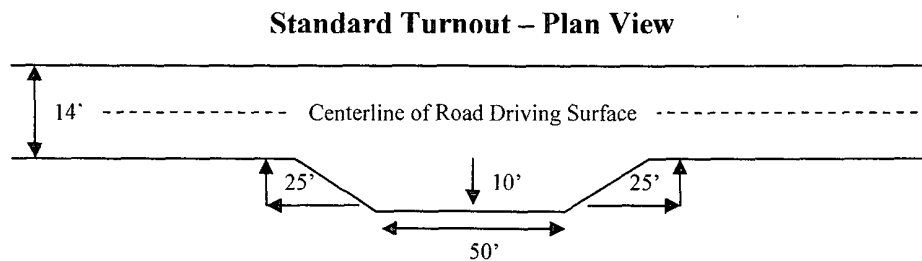 Standard Turnout – Plan View
14'
Centerline of Road Driving Surface
25'
10'
25'
50'